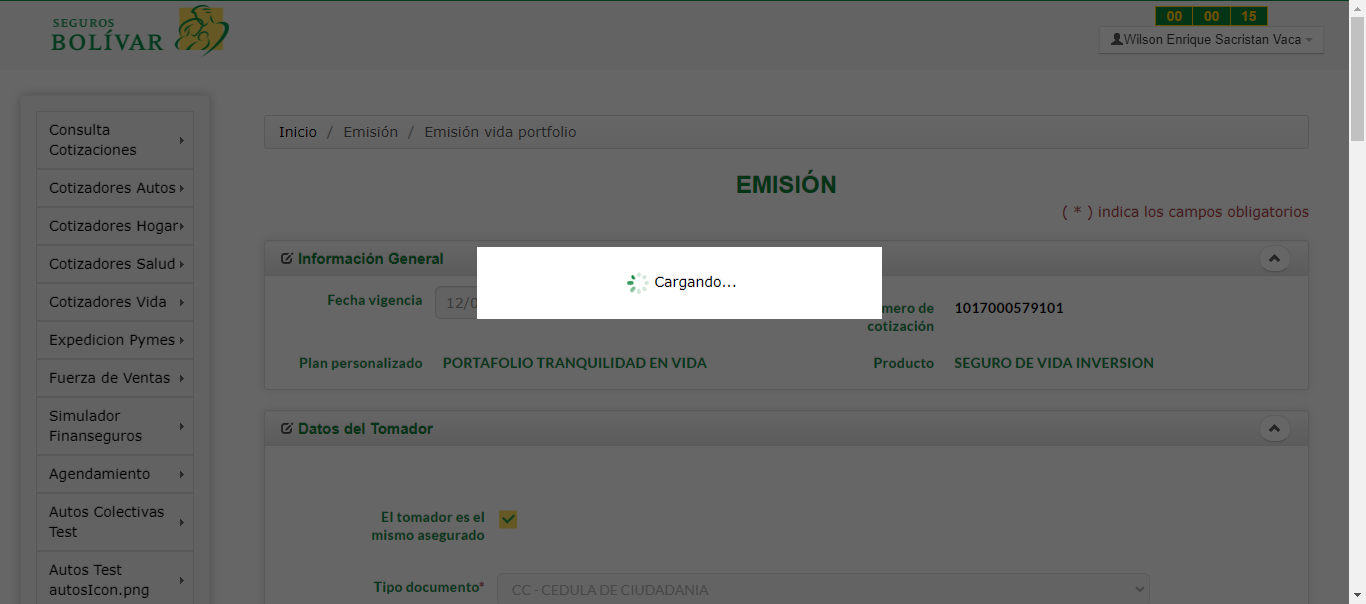 SEGUROS
BOLÍVAR
00 00 15
Wilson Enrique Sacristan Vaca
Consulta
Cotizaciones
Cotizadores Autos
Cotizadores Hogar
Cotizadores Salud
Cotizadores Vida
Expedicion Pymes
Fuerza de Ventas
Simulador
Finanseguros
Agendamiento
Autos Colectivas
Test
Autos Test
autosIcon.png
Inicio / Emisión / Emisión vida portfolio
EMISIÓN
( * ) indica los campos obligatorios
Información General
Cargando...
Fecha vigencia 12/0
mero de
cotización
1017000579101
Plan personalizado PORTAFOLIO TRANQUILIDAD EN VIDA
Producto SEGURO DE VIDA INVERSION
Datos del Tomador
El tomador es el
mismo asegurado
Tipo documento* CC - CEDULA DE CIUDADANIA